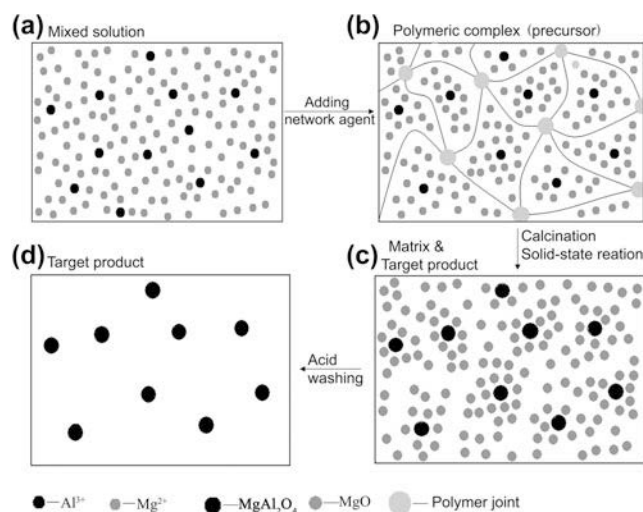 (a) Mixed solution
(b) Polymeric complex (precursor)
Adding
network agent
Calcination
Solid-state reation
(d) Target product
(c) Matrix &
Target product
Acid
washing
—Al³⁺ —Mg²⁺ —MgAl₂O₄ —MgO — Polymer joint